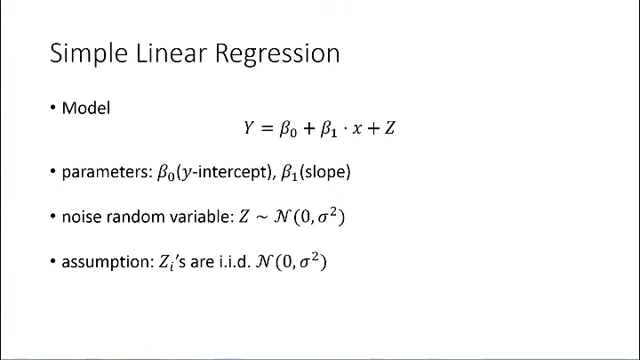 Simple Linear Regression
• Model
𝑌 = 𝛽₀ + 𝛽₁ · 𝑥 + 𝑍
• parameters: 𝛽₀(𝑦-intercept), 𝛽₁(slope)
• noise random variable: 𝑍 ~ 𝒩(0, 𝜎²)
• assumption: 𝑍ᵢ's are i.i.d. 𝒩(0, 𝜎²)